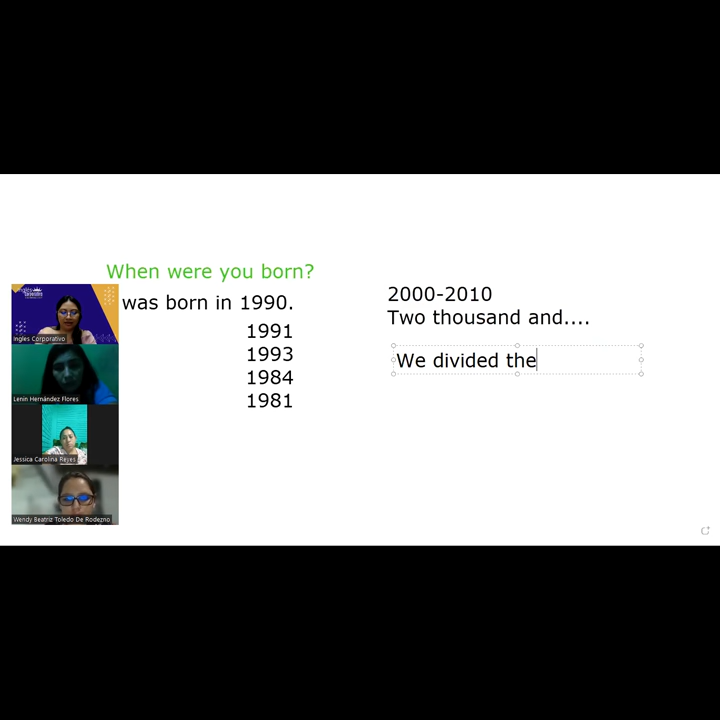 When were you born?
was born in 1990.
1991
1993
1984
1981
2000-2010
Two thousand and....
We divided the
Ingles Corporativo
Lenin Hernández Flores
Jessica Carolina Reyes
Wendy Beatriz Toledo De Rodezno